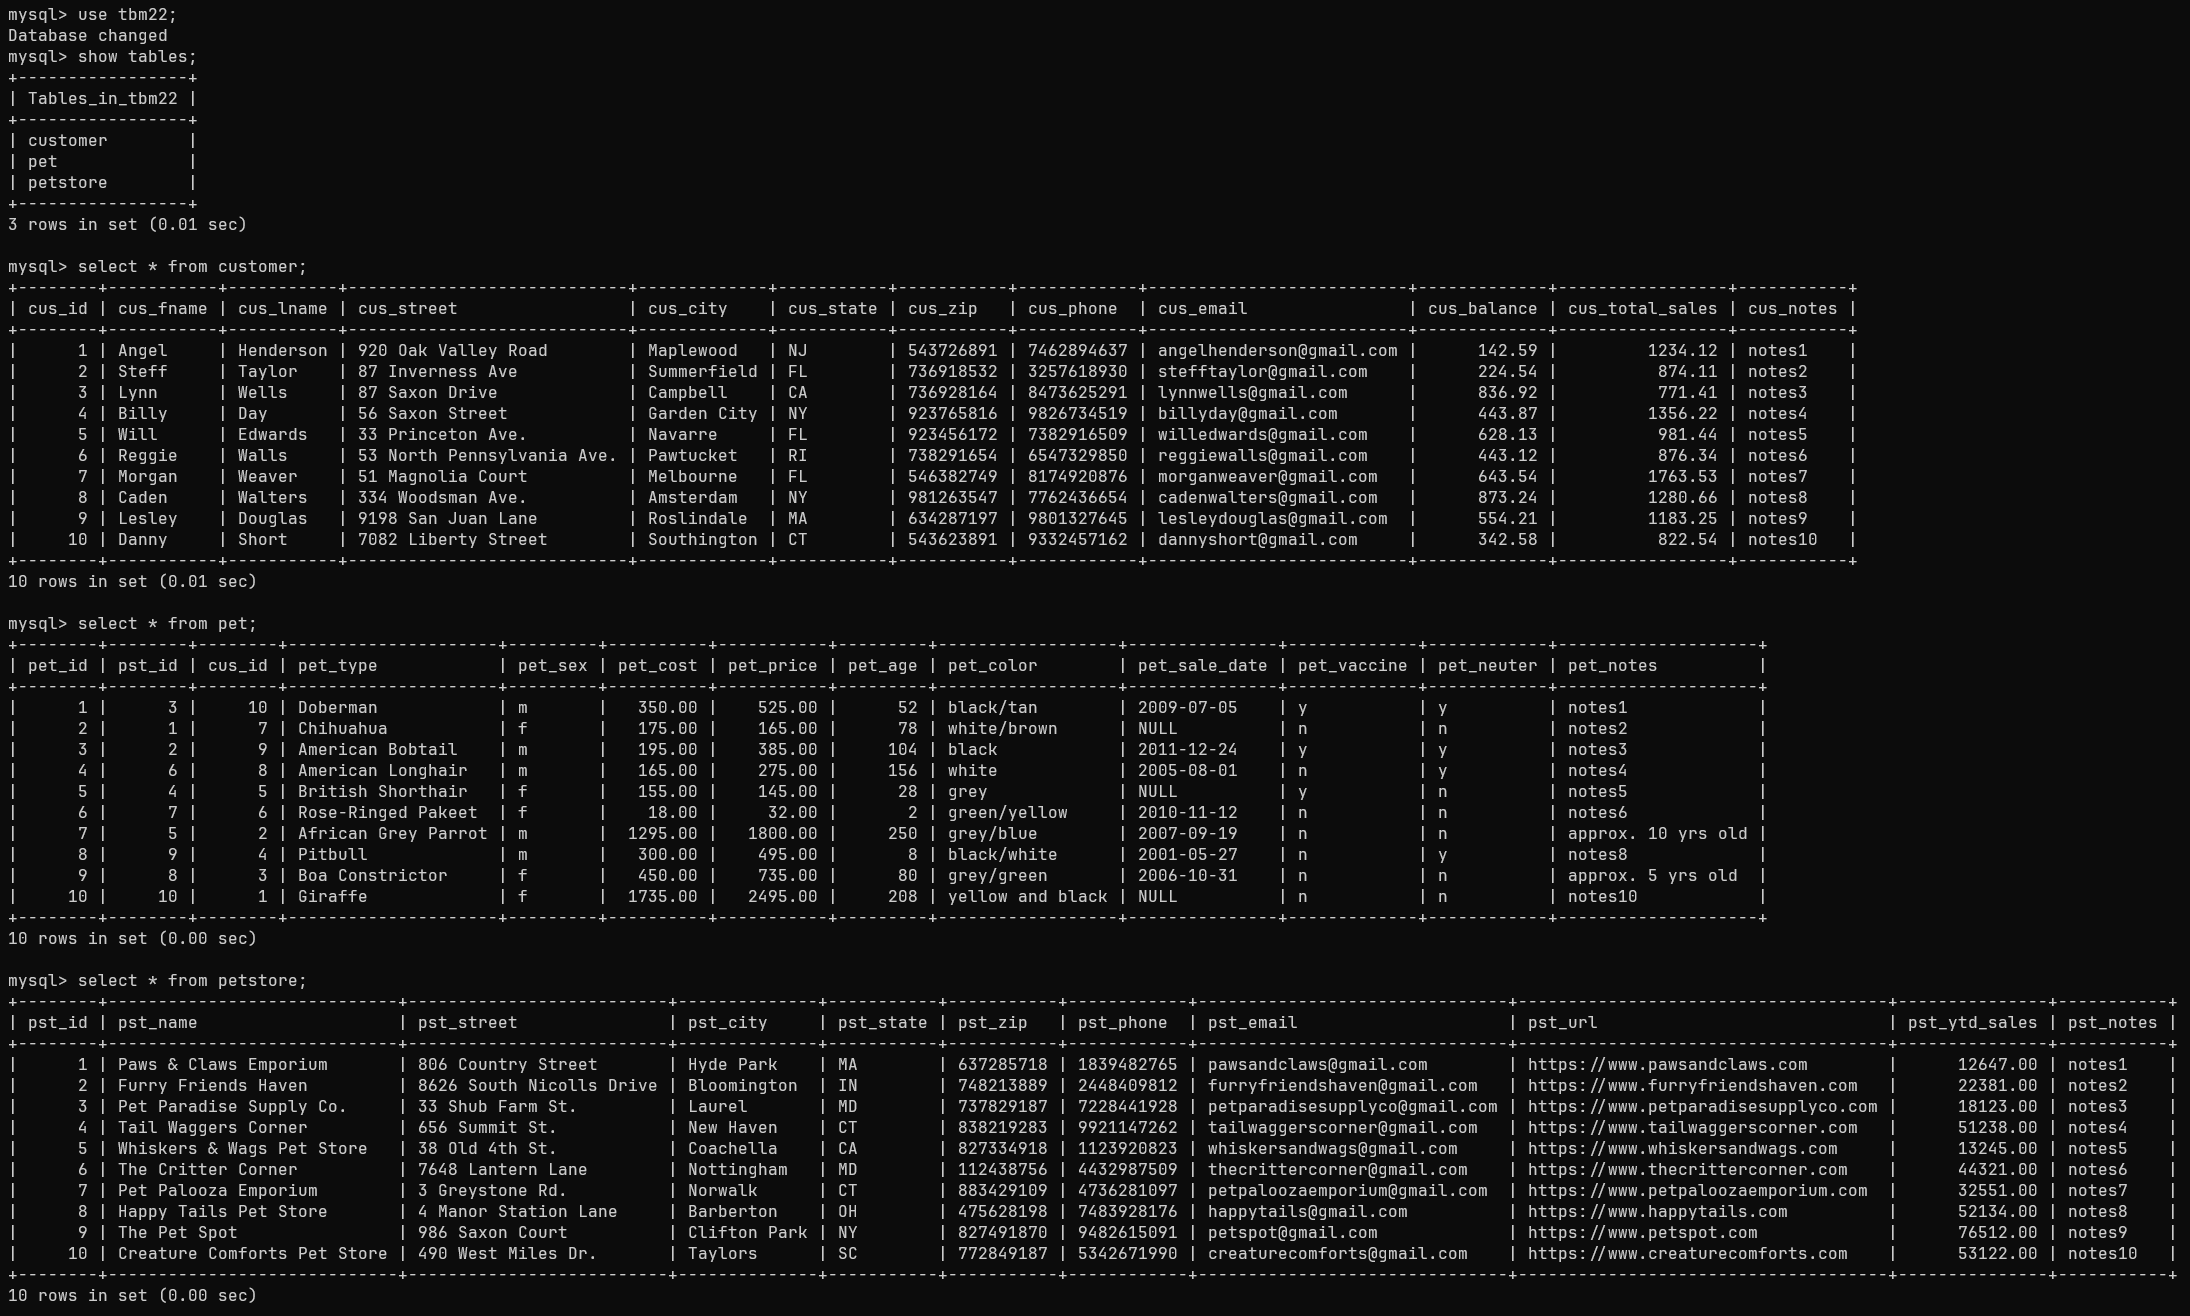 mysql> use tbm22;
Database changed
mysql> show tables;
+-----------------+
| Tables_in_tbm22 |
+-----------------+
| customer        |
| pet             |
| petstore        |
+-----------------+
3 rows in set (0.01 sec)

mysql> select * from customer;
+--------+-----------+-----------+----------------------------+-------------+-----------+-----------+------------+--------------------------+-------------+-----------------+-----------+
| cus_id | cus_fname | cus_lname | cus_street                 | cus_city    | cus_state | cus_zip   | cus_phone  | cus_email                | cus_balance | cus_total_sales | cus_notes |
+--------+-----------+-----------+----------------------------+-------------+-----------+-----------+------------+--------------------------+-------------+-----------------+-----------+
|      1 | Angel     | Henderson | 920 Oak Valley Road        | Maplewood   | NJ        | 543726891 | 7462894637 | angelhenderson@gmail.com |      142.59 |         1234.12 | notes1    |
|      2 | Steff     | Taylor    | 87 Inverness Ave           | Summerfield | FL        | 736918532 | 3257618930 | stefftaylor@gmail.com    |      224.54 |          874.11 | notes2    |
|      3 | Lynn      | Wells     | 87 Saxon Drive             | Campbell    | CA        | 736928164 | 8473625291 | lynnwells@gmail.com      |      836.92 |          771.41 | notes3    |
|      4 | Billy     | Day       | 56 Saxon Street            | Garden City | NY        | 923765816 | 9826734519 | billyday@gmail.com       |      443.87 |         1356.22 | notes4    |
|      5 | Will      | Edwards   | 33 Princeton Ave.          | Navarre     | FL        | 923456172 | 7382916509 | willedwards@gmail.com    |      628.13 |          981.44 | notes5    |
|      6 | Reggie    | Walls     | 53 North Pennsylvania Ave. | Pawtucket   | RI        | 738291654 | 6547329850 | reggiewalls@gmail.com    |      443.12 |          876.34 | notes6    |
|      7 | Morgan    | Weaver    | 51 Magnolia Court          | Melbourne   | FL        | 546382749 | 8174920876 | morganweaver@gmail.com   |      643.54 |         1763.53 | notes7    |
|      8 | Caden     | Walters   | 334 Woodsman Ave.          | Amsterdam   | NY        | 981263547 | 7762436654 | cadenwalters@gmail.com   |      873.24 |         1280.66 | notes8    |
|      9 | Lesley    | Douglas   | 9198 San Juan Lane         | Roslindale  | MA        | 634287197 | 9801327645 | lesleydouglas@gmail.com  |      554.21 |         1183.25 | notes9    |
|     10 | Danny     | Short     | 7082 Liberty Street        | Southington | CT        | 543623891 | 9332457162 | dannyshort@gmail.com     |      342.58 |          822.54 | notes10   |
+--------+-----------+-----------+----------------------------+-------------+-----------+-----------+------------+--------------------------+-------------+-----------------+-----------+
10 rows in set (0.01 sec)

mysql> select * from pet;
+--------+--------+--------+---------------------+---------+----------+-----------+---------+------------------+---------------+-------------+------------+--------------------+
| pet_id | pst_id | cus_id | pet_type            | pet_sex | pet_cost | pet_price | pet_age | pet_color        | pet_sale_date | pet_vaccine | pet_neuter | pet_notes          |
+--------+--------+--------+---------------------+---------+----------+-----------+---------+------------------+---------------+-------------+------------+--------------------+
|      1 |      3 |     10 | Doberman            | m       |   350.00 |    525.00 |      52 | black/tan        | 2009-07-05    | y           | y          | notes1             |
|      2 |      1 |      7 | Chihuahua           | f       |   175.00 |    165.00 |      78 | white/brown      | NULL          | n           | n          | notes2             |
|      3 |      2 |      9 | American Bobtail    | m       |   195.00 |    385.00 |     104 | black            | 2011-12-24    | y           | y          | notes3             |
|      4 |      6 |      8 | American Longhair   | m       |   165.00 |    275.00 |     156 | white            | 2005-08-01    | n           | y          | notes4             |
|      5 |      4 |      5 | British Shorthair   | f       |   155.00 |    145.00 |      28 | grey             | NULL          | y           | n          | notes5             |
|      6 |      7 |      6 | Rose-Ringed Pakeet  | f       |    18.00 |     32.00 |       2 | green/yellow     | 2010-11-12    | n           | n          | notes6             |
|      7 |      5 |      2 | African Grey Parrot | m       |  1295.00 |   1800.00 |     250 | grey/blue        | 2007-09-19    | n           | n          | approx. 10 yrs old |
|      8 |      9 |      4 | Pitbull             | m       |   300.00 |    495.00 |       8 | black/white      | 2001-05-27    | n           | y          | notes8             |
|      9 |      8 |      3 | Boa Constrictor     | f       |   450.00 |    735.00 |      80 | grey/green       | 2006-10-31    | n           | n          | approx. 5 yrs old  |
|     10 |     10 |      1 | Giraffe             | f       |  1735.00 |   2495.00 |     208 | yellow and black | NULL          | n           | n          | notes10            |
+--------+--------+--------+---------------------+---------+----------+-----------+---------+------------------+---------------+-------------+------------+--------------------+
10 rows in set (0.00 sec)

mysql> select * from petstore;
+--------+-----------------------------+--------------------------+--------------+-----------+-----------+------------+-------------------------------+-------------------------------------+---------------+-----------+
| pst_id | pst_name                    | pst_street               | pst_city     | pst_state | pst_zip   | pst_phone  | pst_email                     | pst_url                             | pst_ytd_sales | pst_notes |
+--------+-----------------------------+--------------------------+--------------+-----------+-----------+------------+-------------------------------+-------------------------------------+---------------+-----------+
|      1 | Paws & Claws Emporium       | 806 Country Street       | Hyde Park    | MA        | 637285718 | 1839482765 | pawsandclaws@gmail.com        | https://www.pawsandclaws.com        |      12647.00 | notes1    |
|      2 | Furry Friends Haven         | 8626 South Nicolls Drive | Bloomington  | IN        | 748213889 | 2448409812 | furryfriendshaven@gmail.com   | https://www.furryfriendshaven.com   |      22381.00 | notes2    |
|      3 | Pet Paradise Supply Co.     | 33 Shub Farm St.         | Laurel       | MD        | 737829187 | 7228441928 | petparadisesupplyco@gmail.com | https://www.petparadisesupplyco.com |      18123.00 | notes3    |
|      4 | Tail Waggers Corner         | 656 Summit St.           | New Haven    | CT        | 838219283 | 9921147262 | tailwaggerscorner@gmail.com   | https://www.tailwaggerscorner.com   |      51238.00 | notes4    |
|      5 | Whiskers & Wags Pet Store   | 38 Old 4th St.           | Coachella    | CA        | 827334918 | 1123920823 | whiskersandwags@gmail.com     | https://www.whiskersandwags.com     |      13245.00 | notes5    |
|      6 | The Critter Corner          | 7648 Lantern Lane        | Nottingham   | MD        | 112438756 | 4432987509 | thecrittercorner@gmail.com    | https://www.thecrittercorner.com    |      44321.00 | notes6    |
|      7 | Pet Palooza Emporium        | 3 Greystone Rd.          | Norwalk      | CT        | 883429109 | 4736281097 | petpaloozaemporium@gmail.com  | https://www.petpaloozaemporium.com  |      32551.00 | notes7    |
|      8 | Happy Tails Pet Store       | 4 Manor Station Lane     | Barberton    | OH        | 475628198 | 7483928176 | happytails@gmail.com          | https://www.happytails.com          |      52134.00 | notes8    |
|      9 | The Pet Spot                | 986 Saxon Court          | Clifton Park | NY        | 827491870 | 9482615091 | petspot@gmail.com             | https://www.petspot.com             |      76512.00 | notes9    |
|     10 | Creature Comforts Pet Store | 490 West Miles Dr.       | Taylors      | SC        | 772849187 | 5342671990 | creaturecomforts@gmail.com    | https://www.creaturecomforts.com    |      53122.00 | notes10   |
+--------+-----------------------------+--------------------------+--------------+-----------+-----------+------------+-------------------------------+-------------------------------------+---------------+-----------+
10 rows in set (0.00 sec)